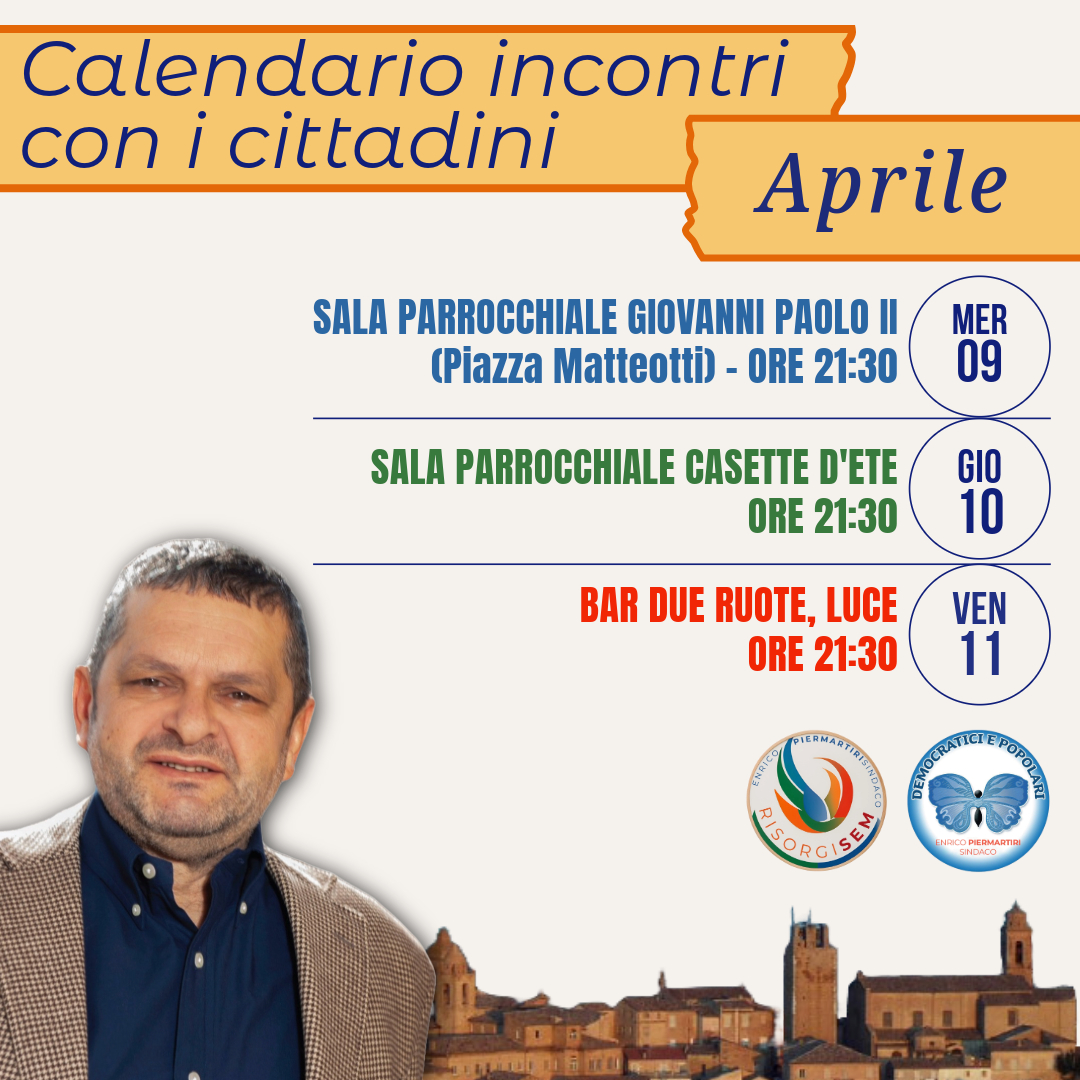 Calendario incontri
con i cittadini
Aprile
SALA PARROCCHIALE GIOVANNI PAOLO II
(Piazza Matteotti) - ORE 21:30
MER
09
SALA PARROCCHIALE CASETTE D'ETE
ORE 21:30
GIO
10
BAR DUE RUOTE, LUCE
ORE 21:30
VEN
11
ENRICO PIERMARTIRI SINDACO
RISORGISEM
DEMOCRATICI E POPOLARI
ENRICO PIERMARTIRI
SINDACO